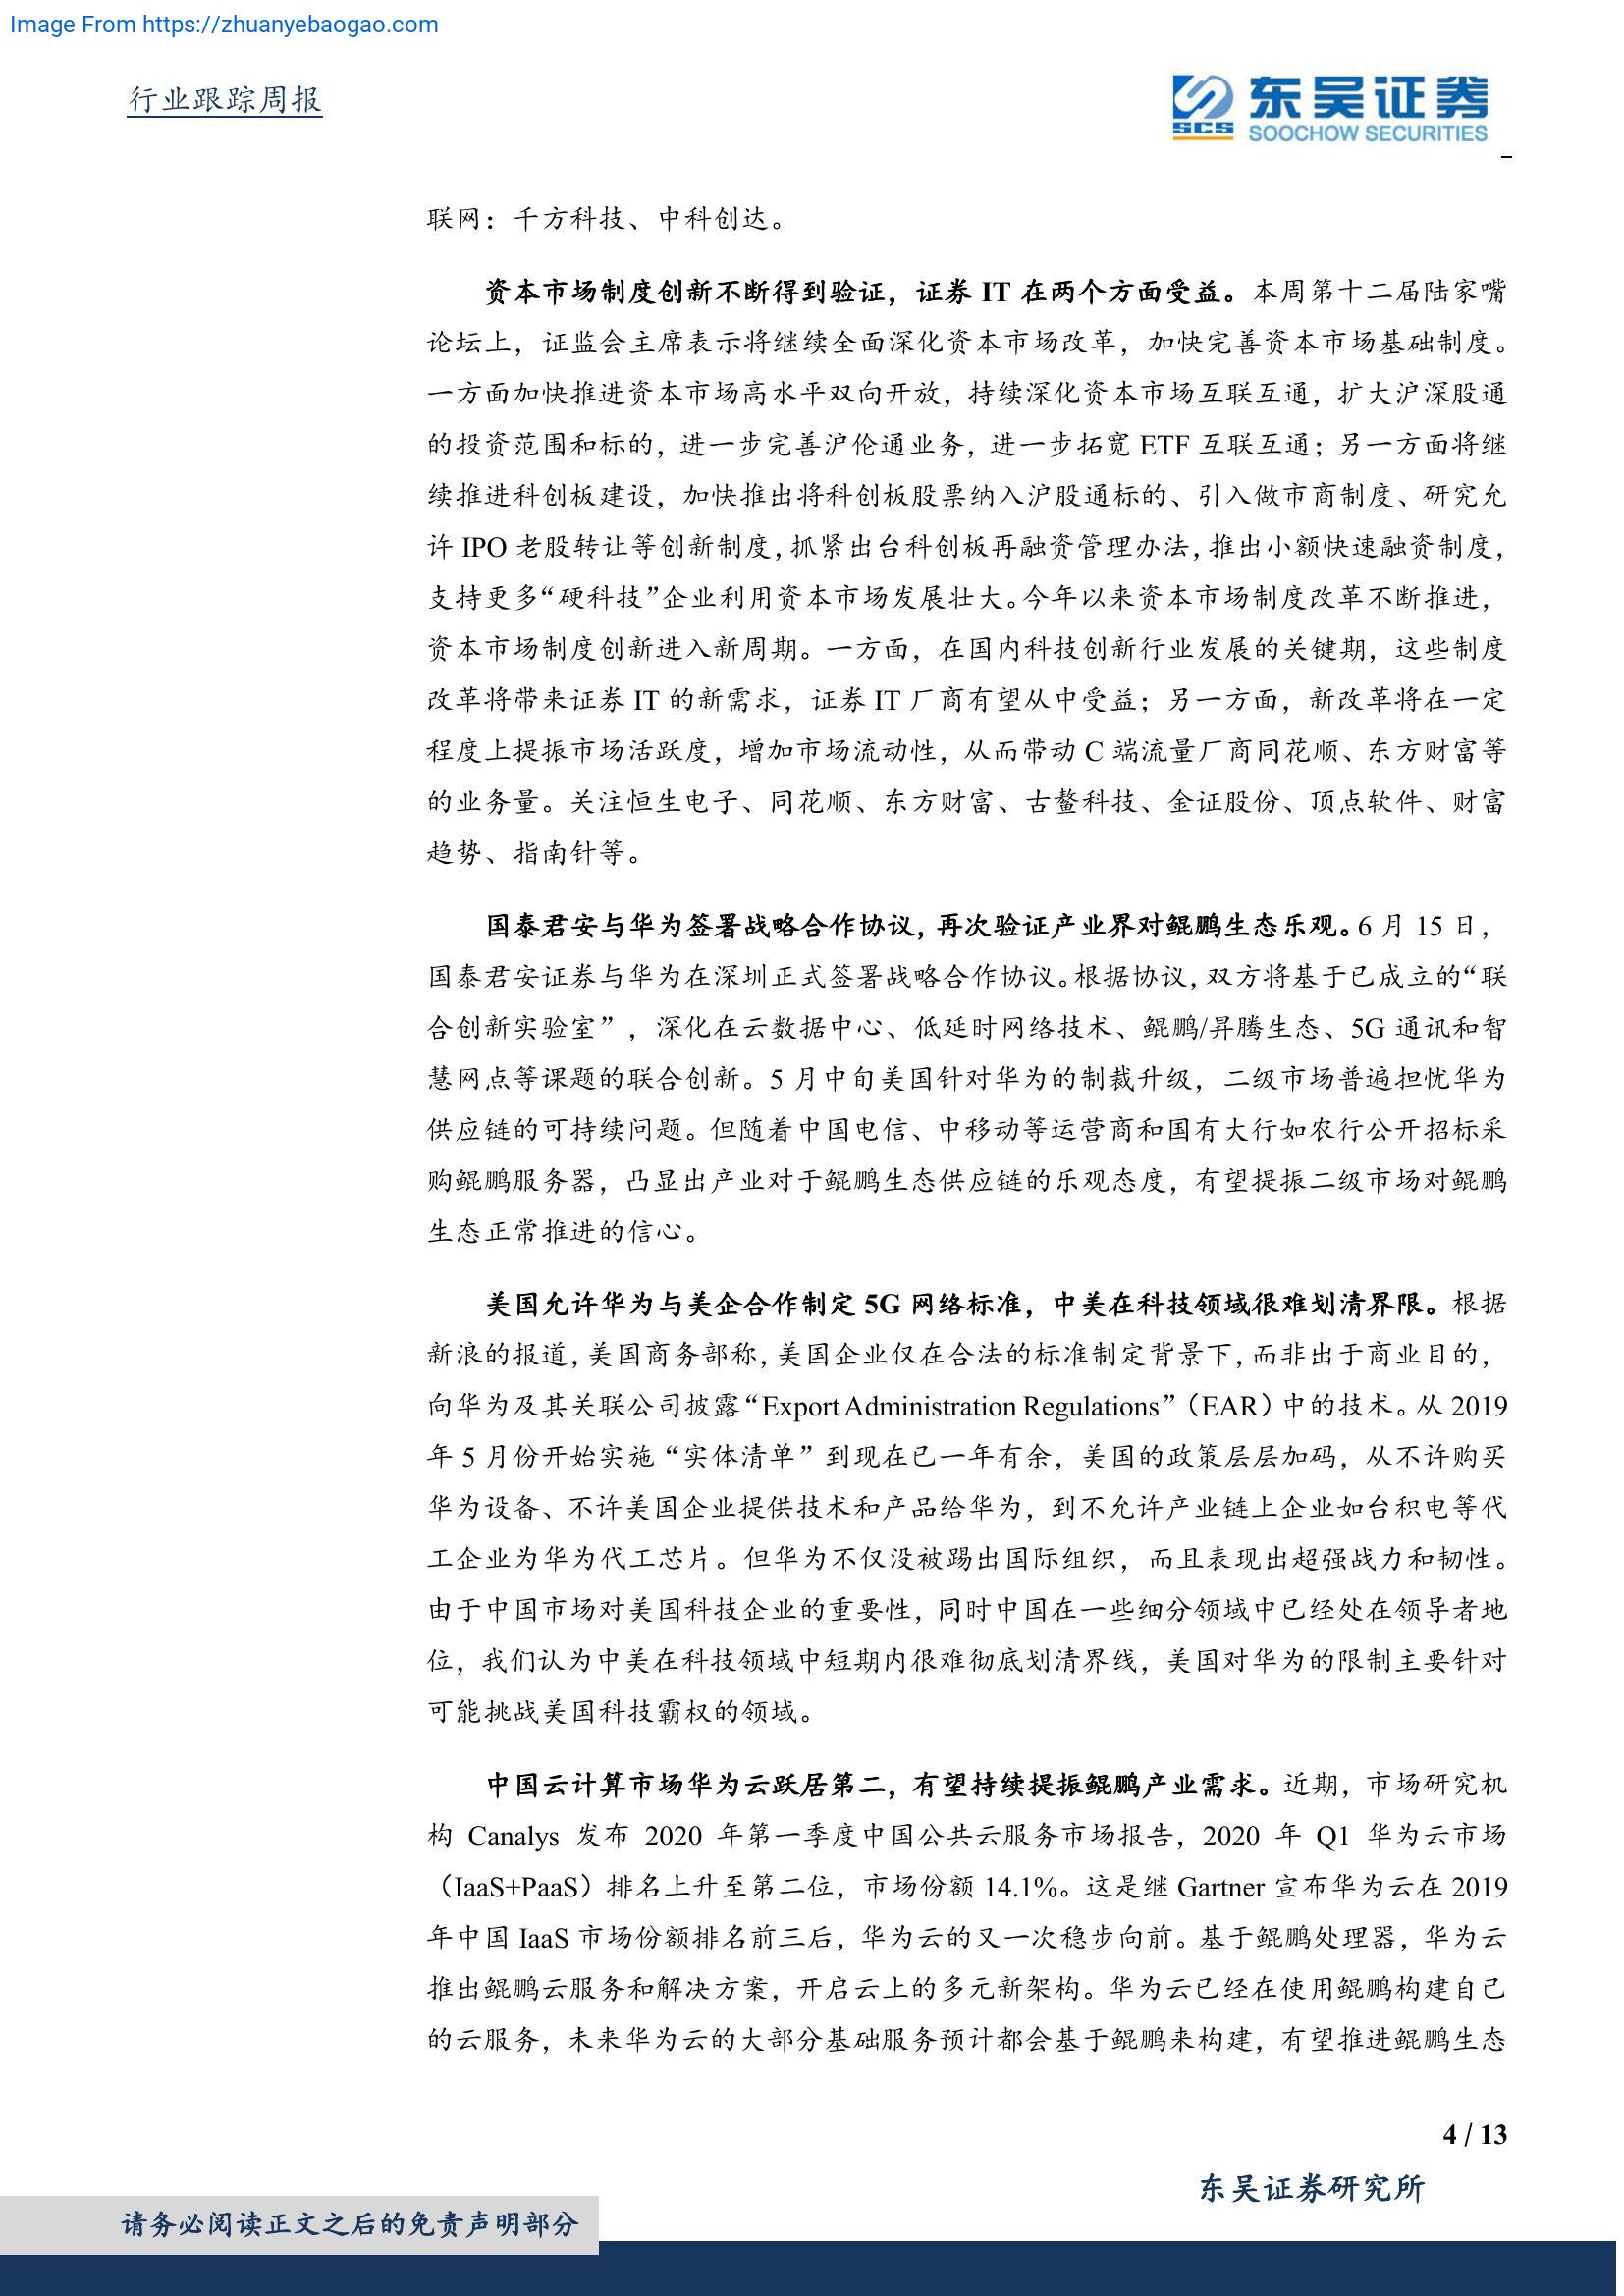 Image From https://zhuanyebaogao.com
行业跟踪周报
东吴证券
SCS
SOOCHOW SECURITIES
联网：千方科技、中科创达。
资本市场制度创新不断得到验证，证券 IT 在两个方面受益。本周第十二届陆家嘴
论坛上，证监会主席表示将继续全面深化资本市场改革，加快完善资本市场基础制度。
一方面加快推进资本市场高水平双向开放，持续深化资本市场互联互通，扩大沪深股通
的投资范围和标的，进一步完善沪伦通业务，进一步拓宽 ETF 互联互通；另一方面将继
续推进科创板建设，加快推出将科创板股票纳入沪股通标的、引入做市商制度、研究允
许 IPO 老股转让等创新制度，抓紧出台科创板再融资管理办法，推出小额快速融资制度，
支持更多“硬科技”企业利用资本市场发展壮大。今年以来资本市场制度改革不断推进，
资本市场制度创新进入新周期。一方面，在国内科技创新行业发展的关键期，这些制度
改革将带来证券 IT 的新需求，证券 IT 厂商有望从中受益；另一方面，新改革将在一定
程度上提振市场活跃度，增加市场流动性，从而带动 C 端流量厂商同花顺、东方财富等
的业务量。关注恒生电子、同花顺、东方财富、古鳌科技、金证股份、顶点软件、财富
趋势、指南针等。
国泰君安与华为签署战略合作协议，再次验证产业界对鲲鹏生态乐观。6 月 15 日，
国泰君安证券与华为在深圳正式签署战略合作协议。根据协议，双方将基于已成立的“联
合创新实验室”，深化在云数据中心、低延时网络技术、鲲鹏/昇腾生态、5G 通讯和智
慧网点等课题的联合创新。5 月中旬美国针对华为的制裁升级，二级市场普遍担忧华为
供应链的可持续问题。但随着中国电信、中移动等运营商和国有大行如农行公开招标采
购鲲鹏服务器，凸显出产业对于鲲鹏生态供应链的乐观态度，有望提振二级市场对鲲鹏
生态正常推进的信心。
美国允许华为与美企合作制定 5G 网络标准，中美在科技领域很难划清界限。根据
新浪的报道，美国商务部称，美国企业仅在合法的标准制定背景下，而非出于商业目的，
向华为及其关联公司披露“Export Administration Regulations”（EAR）中的技术。从 2019
年 5 月份开始实施“实体清单”到现在已一年有余，美国的政策层层加码，从不许购买
华为设备、不许美国企业提供技术和产品给华为，到不允许产业链上企业如台积电等代
工企业为华为代工芯片。但华为不仅没被踢出国际组织，而且表现出超强战力和韧性。
由于中国市场对美国科技企业的重要性，同时中国在一些细分领域中已经处在领导者地
位，我们认为中美在科技领域中短期内很难彻底划清界线，美国对华为的限制主要针对
可能挑战美国科技霸权的领域。
中国云计算市场华为云跃居第二，有望持续提振鲲鹏产业需求。近期，市场研究机
构 Canalys 发布 2020 年第一季度中国公共云服务市场报告，2020 年 Q1 华为云市场
（IaaS+PaaS）排名上升至第二位，市场份额 14.1%。这是继 Gartner 宣布华为云在 2019
年中国 IaaS 市场份额排名前三后，华为云的又一次稳步向前。基于鲲鹏处理器，华为云
推出鲲鹏云服务和解决方案，开启云上的多元新架构。华为云已经在使用鲲鹏构建自己
的云服务，未来华为云的大部分基础服务预计都会基于鲲鹏来构建，有望推进鲲鹏生态
4 / 13
东吴证券研究所
请务必阅读正文之后的免责声明部分